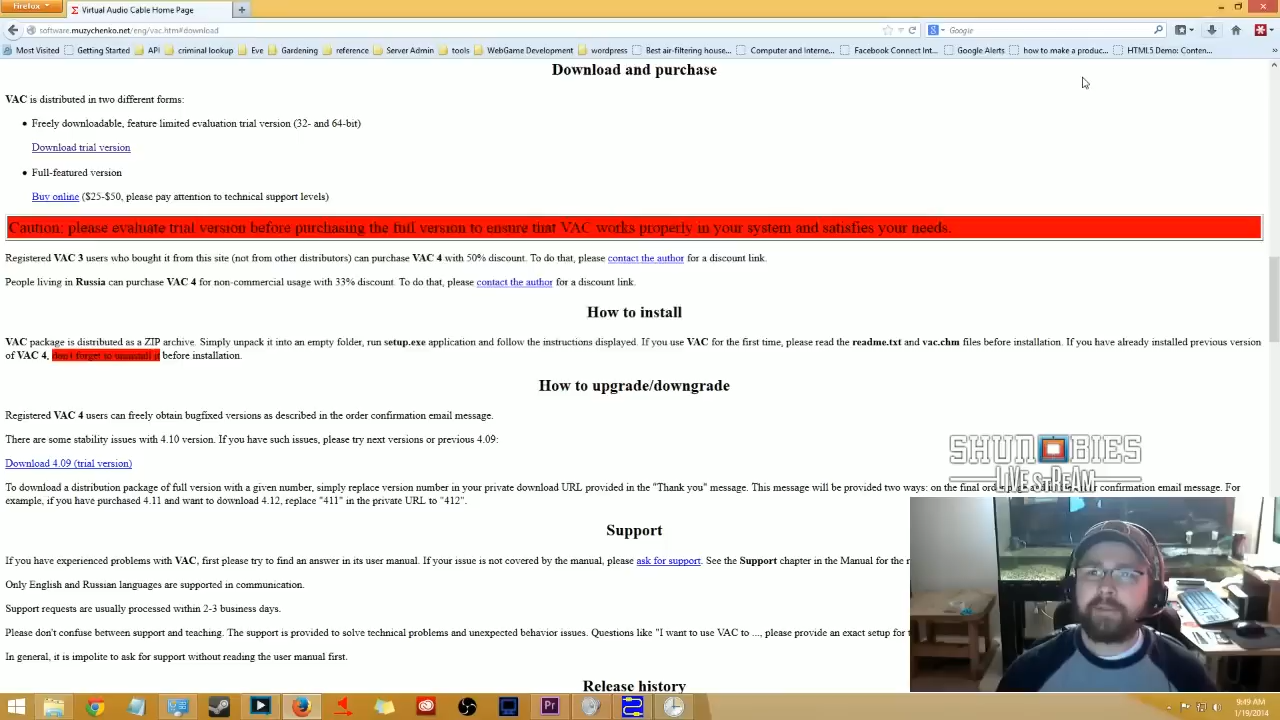 Firefox
Virtual Audio Cable Home Page
software.muzychenko.net/eng/vac.htm#download
Google
Most Visited Getting Started API criminal lookup Eve Gardening reference Server Admin tools WebGame Development wordpress Best air-filtering house... Computer and Interne... Facebook Connect Int... Google Alerts how to make a produc... HTML5 Demo: Conten...
Download and purchase
VAC is distributed in two different forms:
Freely downloadable, feature limited evaluation trial version (32- and 64-bit)
Download trial version
Full-featured version
Buy online ($25-$50, please pay attention to technical support levels)
Caution: please evaluate trial version before purchasing the full version to ensure that VAC works properly in your system and satisfies your needs.
Registered VAC 3 users who bought it from this site (not from other distributors) can purchase VAC 4 with 50% discount. To do that, please contact the author for a discount link.
People living in Russia can purchase VAC 4 for non-commercial usage with 33% discount. To do that, please contact the author for a discount link.
How to install
VAC package is distributed as a ZIP archive. Simply unpack it into an empty folder, run setup.exe application and follow the instructions displayed. If you use VAC for the first time, please read the readme.txt and vac.chm files before installation. If you have already installed previous version
of VAC 4, don't forget to uninstall it before installation.
How to upgrade/downgrade
Registered VAC 4 users can freely obtain bugfixed versions as described in the order confirmation email message.
There are some stability issues with 4.10 version. If you have such issues, please try next versions or previous 4.09:
Download 4.09 (trial version)
To download a distribution package of full version with a given number, simply replace version number in your private download URL provided in the "Thank you" message. This message will be provided two ways: on the final confirmation email message. For
example, if you have purchased 4.11 and want to download 4.12, replace "411" in the private URL to "412".
SHUNOBIES
LIVE STREAM
Support
If you have experienced problems with VAC, first please try to find an answer in its user manual. If your issue is not covered by the manual, please ask for support. See the Support chapter in the Manual for the
Only English and Russian languages are supported in communication.
Support requests are usually processed within 2-3 business days.
Please don't confuse between support and teaching. The support is provided to solve technical problems and unexpected behavior issues. Questions like "I want to use VAC to ..., please provide an exact setup for
In general, it is impolite to ask for support without reading the user manual first.
Release history
Pr
9:49 AM
1/19/2014